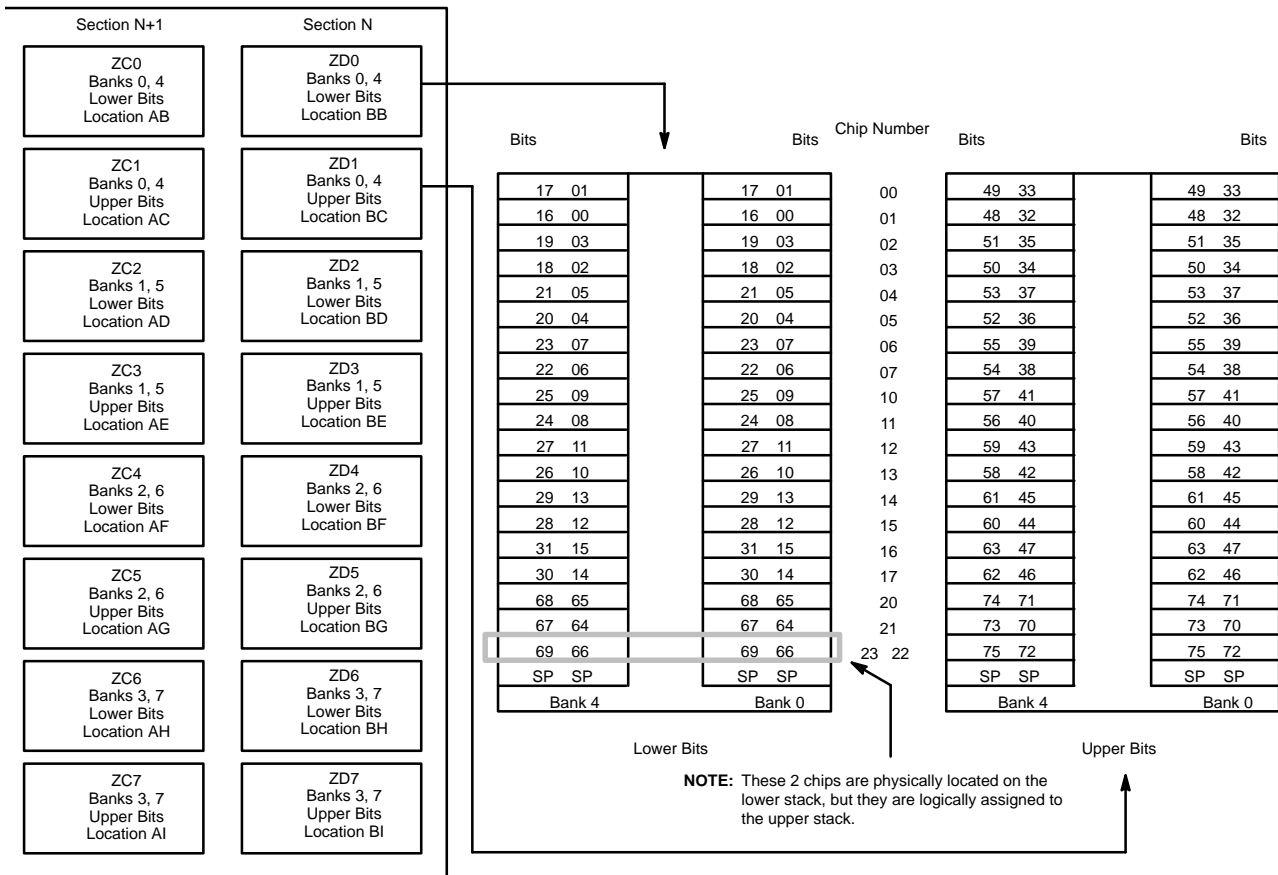 Section N+1 Section N
ZC0
Banks 0, 4
Lower Bits
Location AB
ZD0
Banks 0, 4
Lower Bits
Location BB
ZC1
Banks 0, 4
Upper Bits
Location AC
ZD1
Banks 0, 4
Upper Bits
Location BC
ZC2
Banks 1, 5
Lower Bits
Location AD
ZD2
Banks 1, 5
Lower Bits
Location BD
ZC3
Banks 1, 5
Upper Bits
Location AE
ZD3
Banks 1, 5
Upper Bits
Location BE
ZC4
Banks 2, 6
Lower Bits
Location AF
ZD4
Banks 2, 6
Lower Bits
Location BF
ZC5
Banks 2, 6
Upper Bits
Location AG
ZD5
Banks 2, 6
Upper Bits
Location BG
ZC6
Banks 3, 7
Lower Bits
Location AH
ZD6
Banks 3, 7
Lower Bits
Location BH
ZC7
Banks 3, 7
Upper Bits
Location AI
ZD7
Banks 3, 7
Upper Bits
Location BI
Bits Bits Chip Number Bits Bits
17 01 17 01 00 49 33 49 33
16 00 16 00 01 48 32 48 32
19 03 19 03 02 51 35 51 35
18 02 18 02 03 50 34 50 34
21 05 21 05 04 53 37 53 37
20 04 20 04 05 52 36 52 36
23 07 23 07 06 55 39 55 39
22 06 22 06 07 54 38 54 38
25 09 25 09 10 57 41 57 41
24 08 24 08 11 56 40 56 40
27 11 27 11 12 59 43 59 43
26 10 26 10 13 58 42 58 42
29 13 29 13 14 61 45 61 45
28 12 28 12 15 60 44 60 44
31 15 31 15 16 63 47 63 47
30 14 30 14 17 62 46 62 46
68 65 68 65 20 74 71 74 71
67 64 67 64 21 73 70 73 70
69 66 69 66 23 22 75 72 75 72
SP SP SP SP SP SP SP SP
Bank 4 Bank 0 Bank 4 Bank 0
Lower Bits Upper Bits
NOTE: These 2 chips are physically located on the
lower stack, but they are logically assigned to
the upper stack.